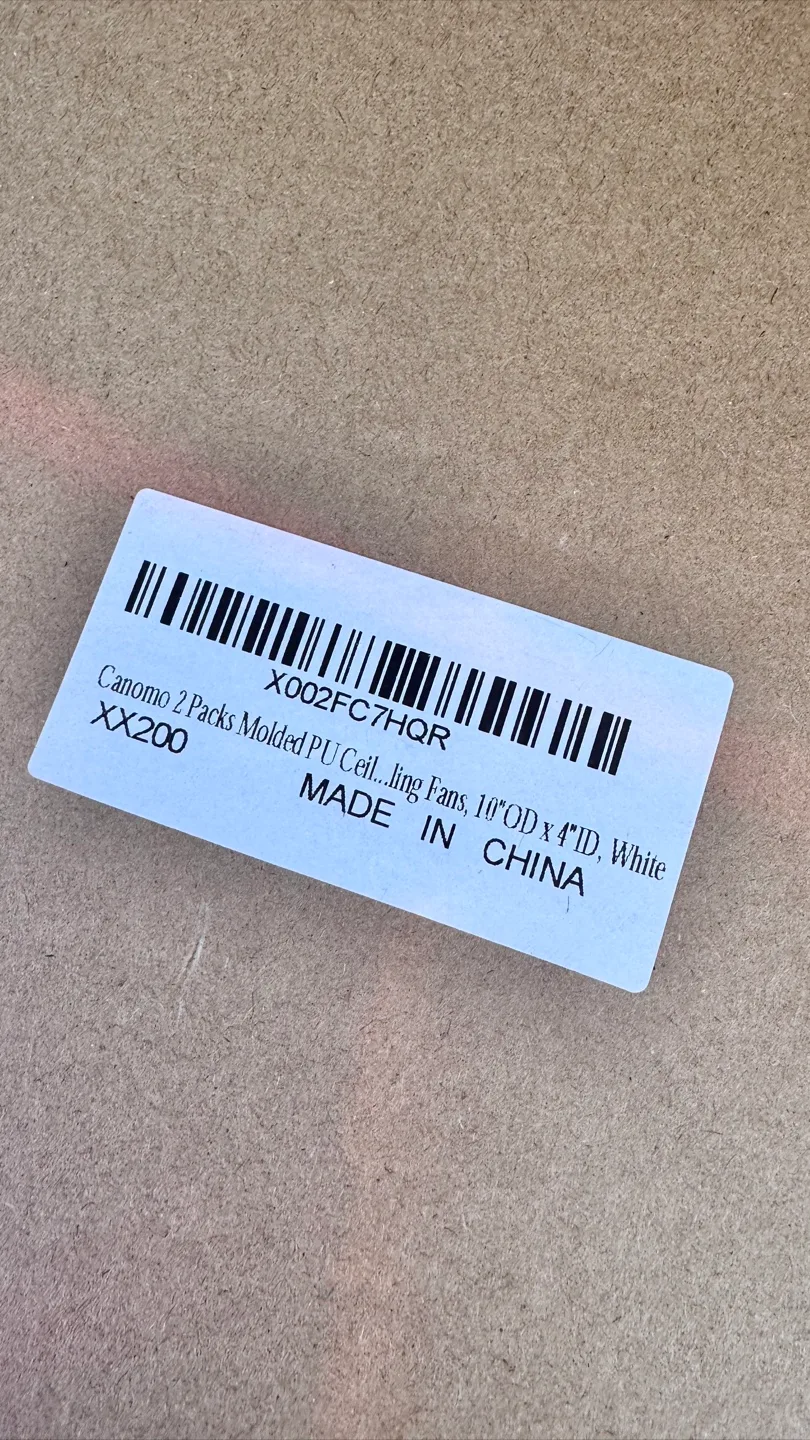 X002FC7HQR
Canomo 2 Packs Molded PU Ceil...ling Fans, 10"OD x 4"ID, White
XX200
MADE IN CHINA